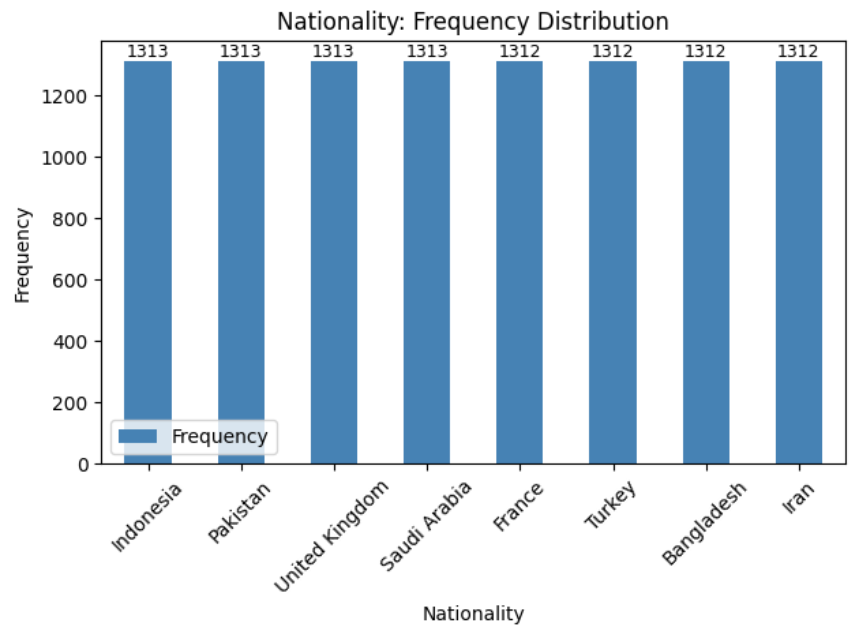 Nationality: Frequency Distribution
1313 1313 1313 1313 1312 1312 1312 1312
1200
1000
800
600
400
200
0
Frequency
Frequency
Indonesia Pakistan United Kingdom Saudi Arabia France Turkey Bangladesh Iran
Nationality